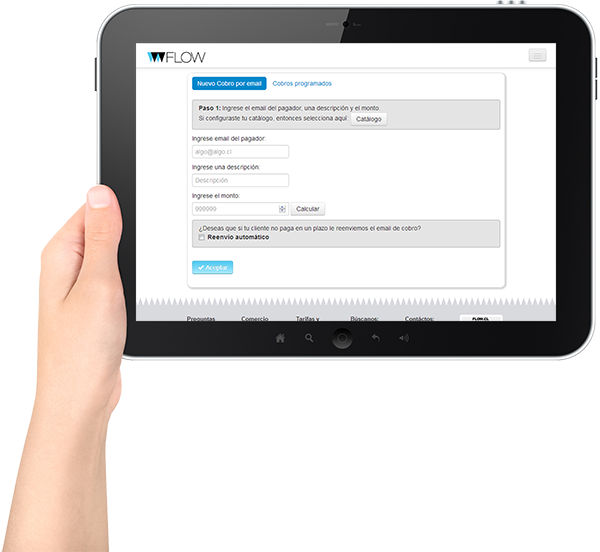 FLOW
Nuevo Cobro por email
Cobros programados
Paso 1: Ingrese el email del pagador, una descripción y el monto.
Si configuraste tu catálogo, entonces selecciona aquí: Catálogo
Ingrese email del pagador:
algo@algo.cl
Ingrese una descripción:
Descripción
Ingrese el monto:
999999 Calcular
¿Deseas que si tu cliente no paga en un plazo le reenviemos el email de cobro?
Reenvío automático
Aceptar
Preguntas Comercio Tarifas y Búscanos: Contáctos: FLOW.CL